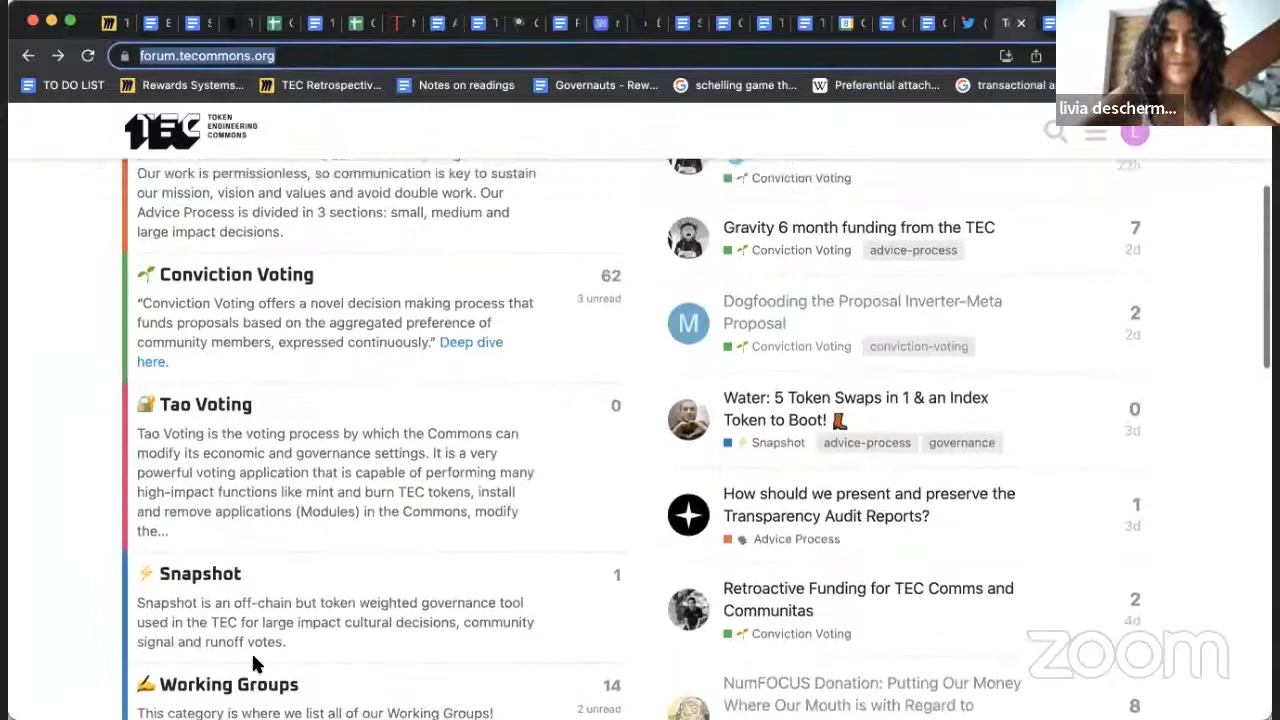 forum.tecommons.org
TO DO LIST
Rewards Systems...
TEC Retrospectiv...
Notes on readings
Governauts - Rew...
schelling game th...
Preferential attach...
transactional a
livia descherm...
TEC
TOKEN
ENGINEERING
COMMONS
L
Our work is permissionless, so communication is key to sustain
our mission, vision and values and avoid double work. Our
Advice Process is divided in 3 sections: small, medium and
large impact decisions.
Conviction Voting
62
3 unread
“Conviction Voting offers a novel decision making process that
funds proposals based on the aggregated preference of
community members, expressed continuously.” Deep dive
here.
Tao Voting
0
Tao Voting is the voting process by which the Commons can
modify its economic and governance settings. It is a very
powerful voting application that is capable of performing many
high-impact functions like mint and burn TEC tokens, install
and remove applications (Modules) in the Commons, modify
the...
Snapshot
1
Snapshot is an off-chain but token weighted governance tool
used in the TEC for large impact cultural decisions, community
signal and runoff votes.
Working Groups
14
2 unread
This category is where we list all of our Working Groups!
22h
Conviction Voting
Gravity 6 month funding from the TEC
7
Conviction Voting
advice-process
2d
M
Dogfooding the Proposal Inverter-Meta
Proposal
2
2d
Conviction Voting
conviction-voting
Water: 5 Token Swaps in 1 & an Index
Token to Boot!
0
3d
Snapshot
advice-process
governance
How should we present and preserve the
Transparency Audit Reports?
1
3d
Advice Process
Retroactive Funding for TEC Comms and
Communitas
2
4d
Conviction Voting
NumFOCUS Donation: Putting Our Money
Where Our Mouth is with Regard to
8
zoom